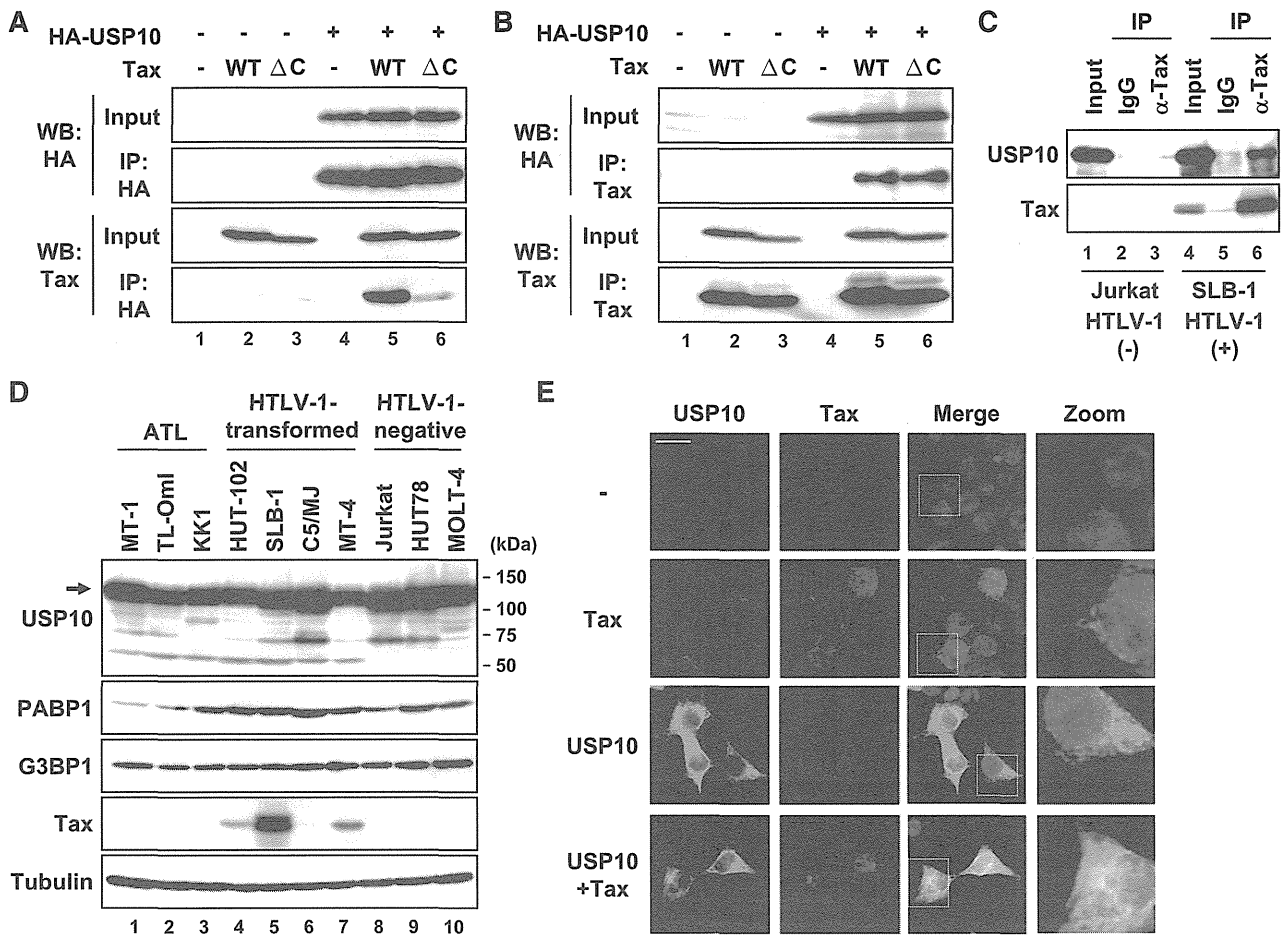 A
HA-USP10 - - - + + +
Tax - WT ΔC - WT ΔC
WB: HA
Input
IP: HA
WB: Tax
Input
IP: HA
1 2 3 4 5 6
B
HA-USP10 - - - + + +
Tax - WT ΔC - WT ΔC
WB: HA
Input
IP: Tax
WB: Tax
Input
IP: Tax
1 2 3 4 5 6
C
IP IP
Input IgG α-Tax Input IgG α-Tax
USP10
Tax
1 2 3 4 5 6
Jurkat SLB-1
HTLV-1 HTLV-1
(-) (+)
D
HTLV-1- HTLV-1-
ATL transformed negative
MT-1 TL-OmI KK1 HUT-102 SLB-1 C5/MJ MT-4 Jurkat HUT78 MOLT-4
(kDa)
- 150
- 100
USP10
- 75
- 50
PABP1
G3BP1
Tax
Tubulin
1 2 3 4 5 6 7 8 9 10
E
USP10 Tax Merge Zoom
-
Tax
USP10
USP10
+Tax